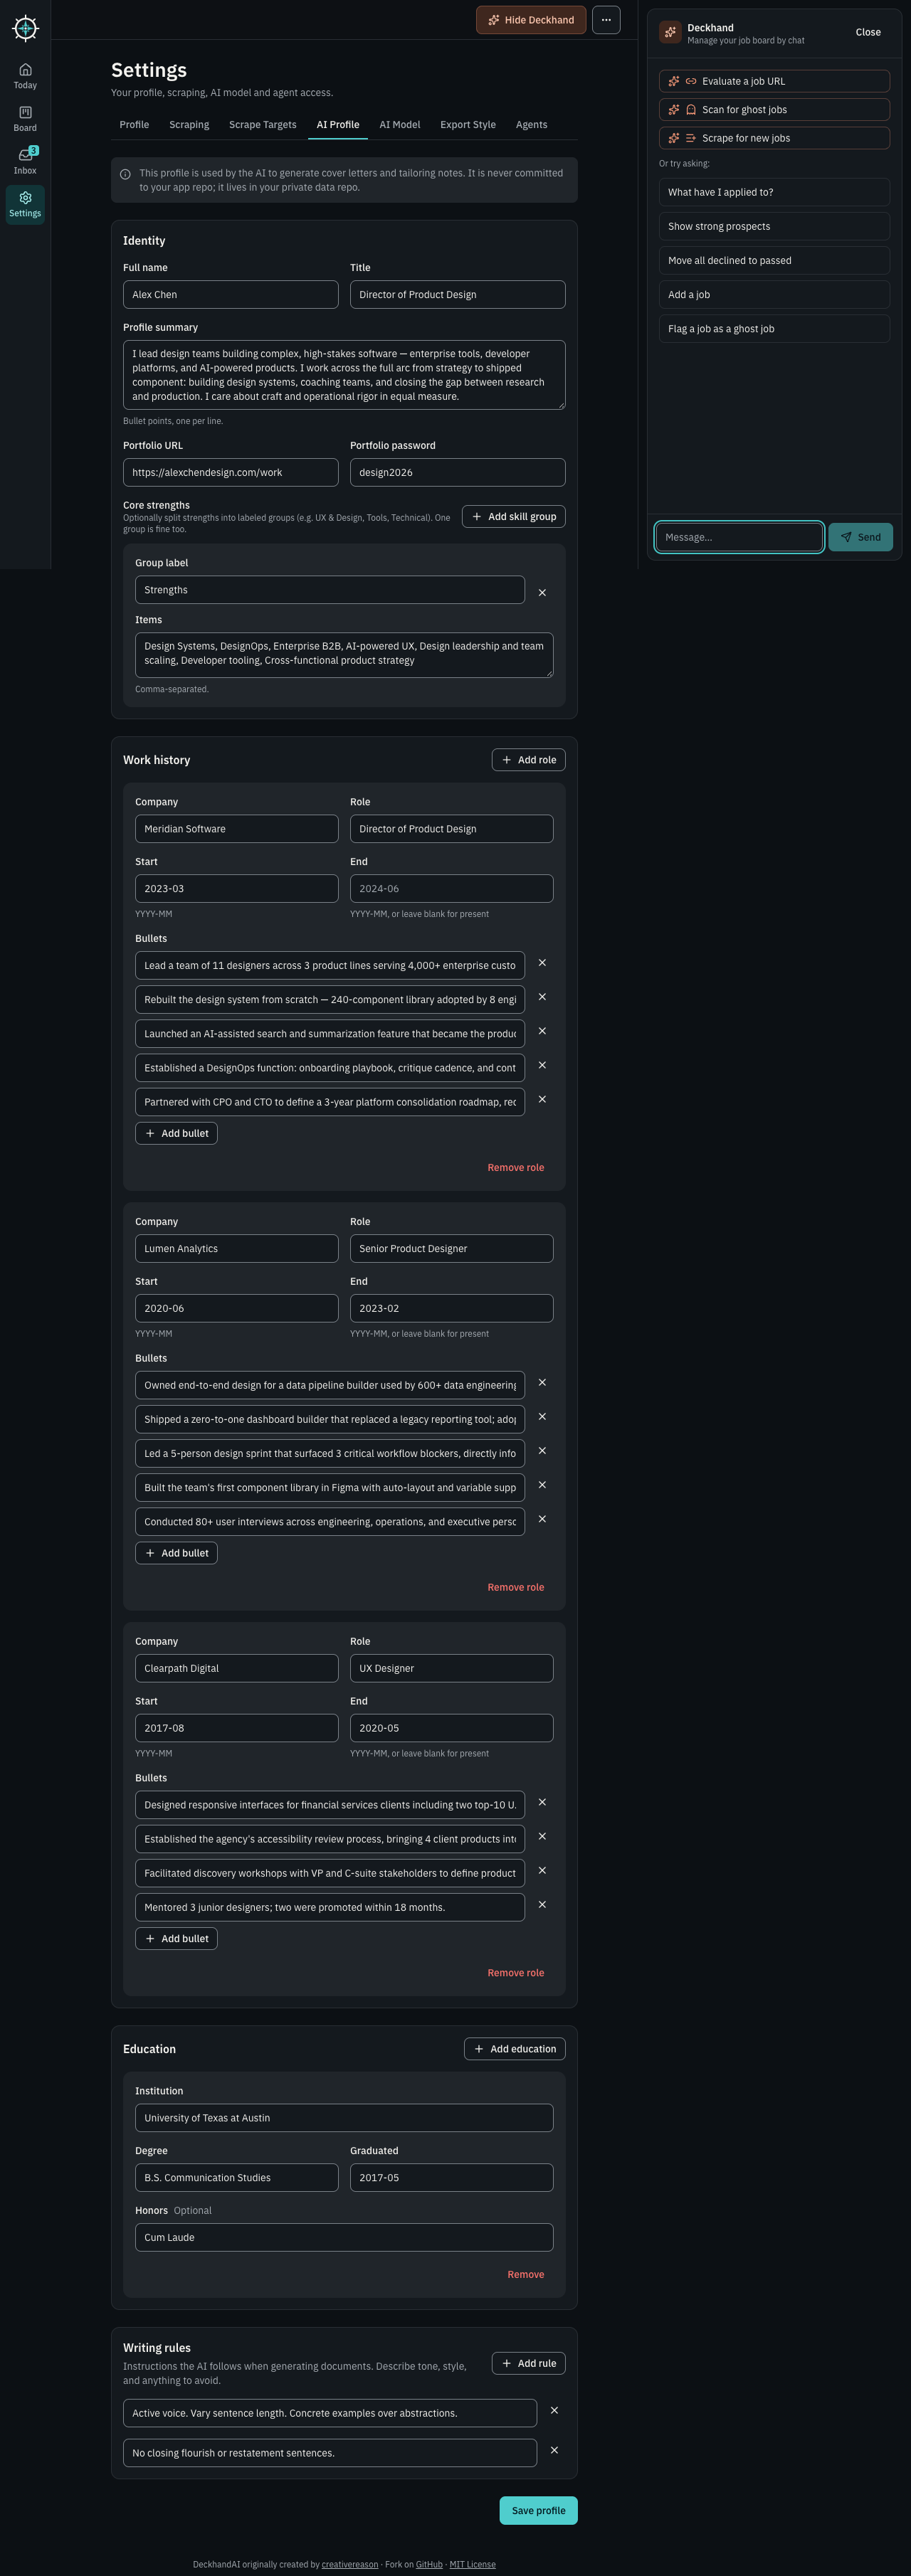 Today
Board
3
Inbox
Settings
Hide Deckhand
Settings
Your profile, scraping, AI model and agent access.
Profile
Scraping
Scrape Targets
AI Profile
AI Model
Export Style
Agents
This profile is used by the AI to generate cover letters and tailoring notes. It is never committed
to your app repo; it lives in your private data repo.
Identity
Full name
Title
Alex Chen
Director of Product Design
Profile summary
I lead design teams building complex, high-stakes software — enterprise tools, developer
platforms, and AI-powered products. I work across the full arc from strategy to shipped
component: building design systems, coaching teams, and closing the gap between research
and production. I care about craft and operational rigor in equal measure.
Bullet points, one per line.
Portfolio URL
Portfolio password
https://alexchendesign.com/work
design2026
Core strengths
Optionally split strengths into labeled groups (e.g. UX & Design, Tools, Technical). One
group is fine too.
Add skill group
Group label
Strengths
Items
Design Systems, DesignOps, Enterprise B2B, AI-powered UX, Design leadership and team
scaling, Developer tooling, Cross-functional product strategy
Comma-separated.
Work history
Add role
Company
Role
Meridian Software
Director of Product Design
Start
End
2023-03
2024-06
YYYY-MM
YYYY-MM, or leave blank for present
Bullets
Lead a team of 11 designers across 3 product lines serving 4,000+ enterprise custo
Rebuilt the design system from scratch — 240-component library adopted by 8 engi
Launched an AI-assisted search and summarization feature that became the produc
Established a DesignOps function: onboarding playbook, critique cadence, and cont
Partnered with CPO and CTO to define a 3-year platform consolidation roadmap, rec
Add bullet
Remove role
Company
Role
Lumen Analytics
Senior Product Designer
Start
End
2020-06
2023-02
YYYY-MM
YYYY-MM, or leave blank for present
Bullets
Owned end-to-end design for a data pipeline builder used by 600+ data engineering
Shipped a zero-to-one dashboard builder that replaced a legacy reporting tool; adop
Led a 5-person design sprint that surfaced 3 critical workflow blockers, directly info
Built the team's first component library in Figma with auto-layout and variable supp
Conducted 80+ user interviews across engineering, operations, and executive perso
Add bullet
Remove role
Company
Role
Clearpath Digital
UX Designer
Start
End
2017-08
2020-05
YYYY-MM
YYYY-MM, or leave blank for present
Bullets
Designed responsive interfaces for financial services clients including two top-10 U.
Established the agency's accessibility review process, bringing 4 client products into
Facilitated discovery workshops with VP and C-suite stakeholders to define product
Mentored 3 junior designers; two were promoted within 18 months.
Add bullet
Remove role
Education
Add education
Institution
University of Texas at Austin
Degree
Graduated
B.S. Communication Studies
2017-05
Honors Optional
Cum Laude
Remove
Writing rules
Instructions the AI follows when generating documents. Describe tone, style,
and anything to avoid.
Add rule
Active voice. Vary sentence length. Concrete examples over abstractions.
No closing flourish or restatement sentences.
Save profile
DeckhandAI originally created by creativereason · Fork on GitHub · MIT License
Deckhand
Manage your job board by chat
Close
Evaluate a job URL
Scan for ghost jobs
Scrape for new jobs
Or try asking:
What have I applied to?
Show strong prospects
Move all declined to passed
Add a job
Flag a job as a ghost job
Message...
Send